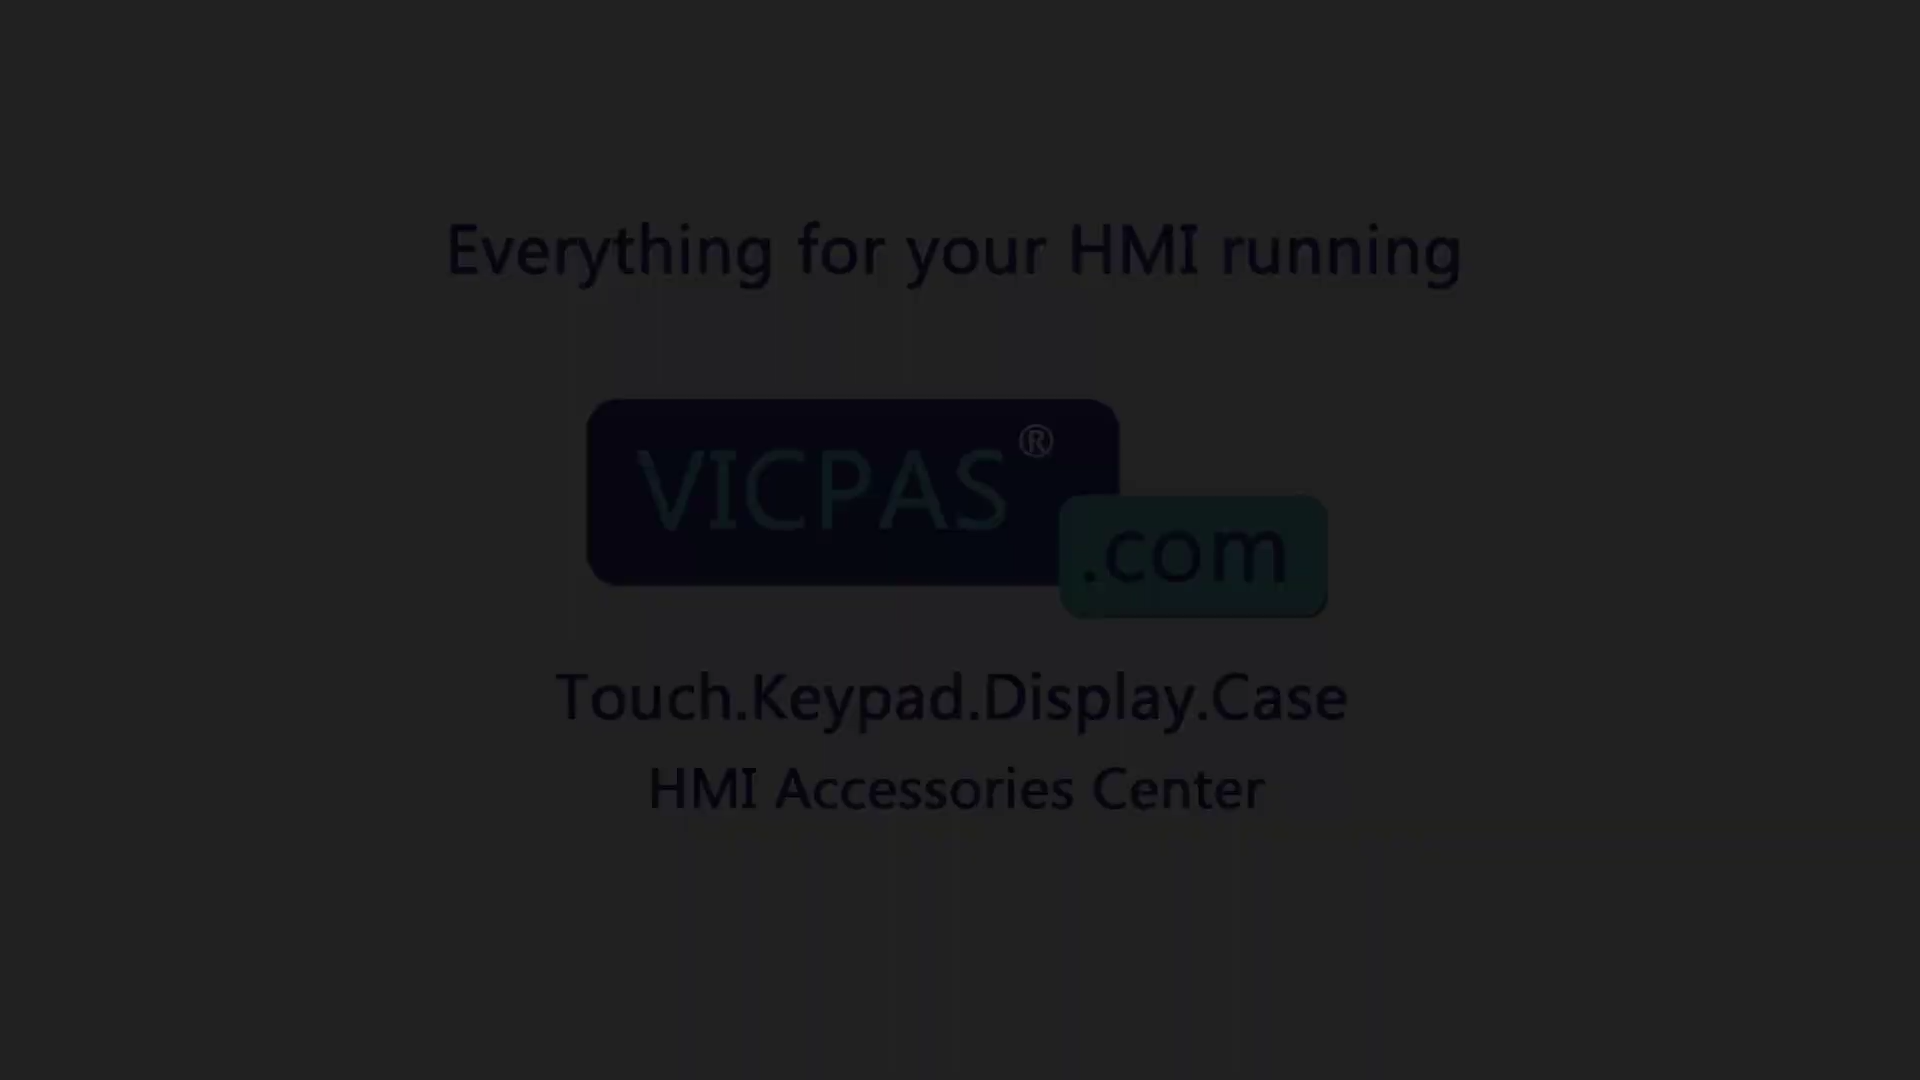 Everything for your HMI running
VICPAS®
.com
Touch.Keypad.Display.Case
HMI Accessories Center